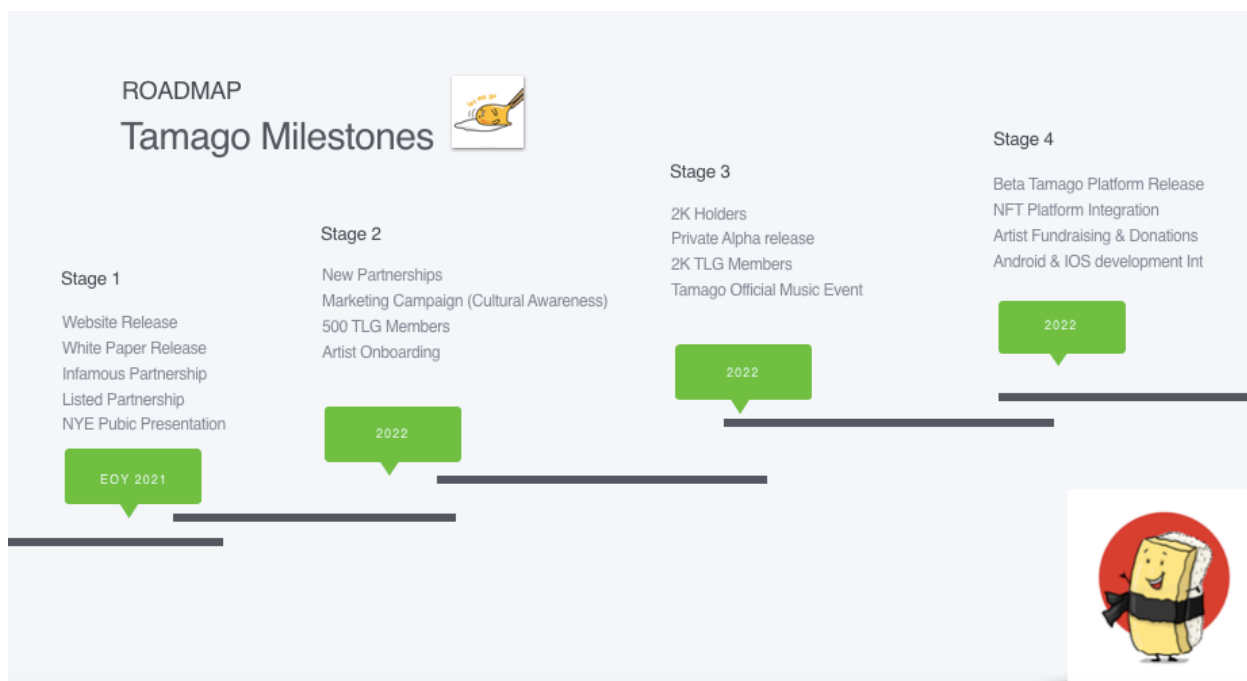 ROADMAP
Tamago Milestones
let me go
Stage 1
Website Release
White Paper Release
Infamous Partnership
Listed Partnership
NYE Pubic Presentation
EOY 2021
Stage 2
New Partnerships
Marketing Campaign (Cultural Awareness)
500 TLG Members
Artist Onboarding
2022
Stage 3
2K Holders
Private Alpha release
2K TLG Members
Tamago Official Music Event
2022
Stage 4
Beta Tamago Platform Release
NFT Platform Integration
Artist Fundraising & Donations
Android & IOS development Int
2022